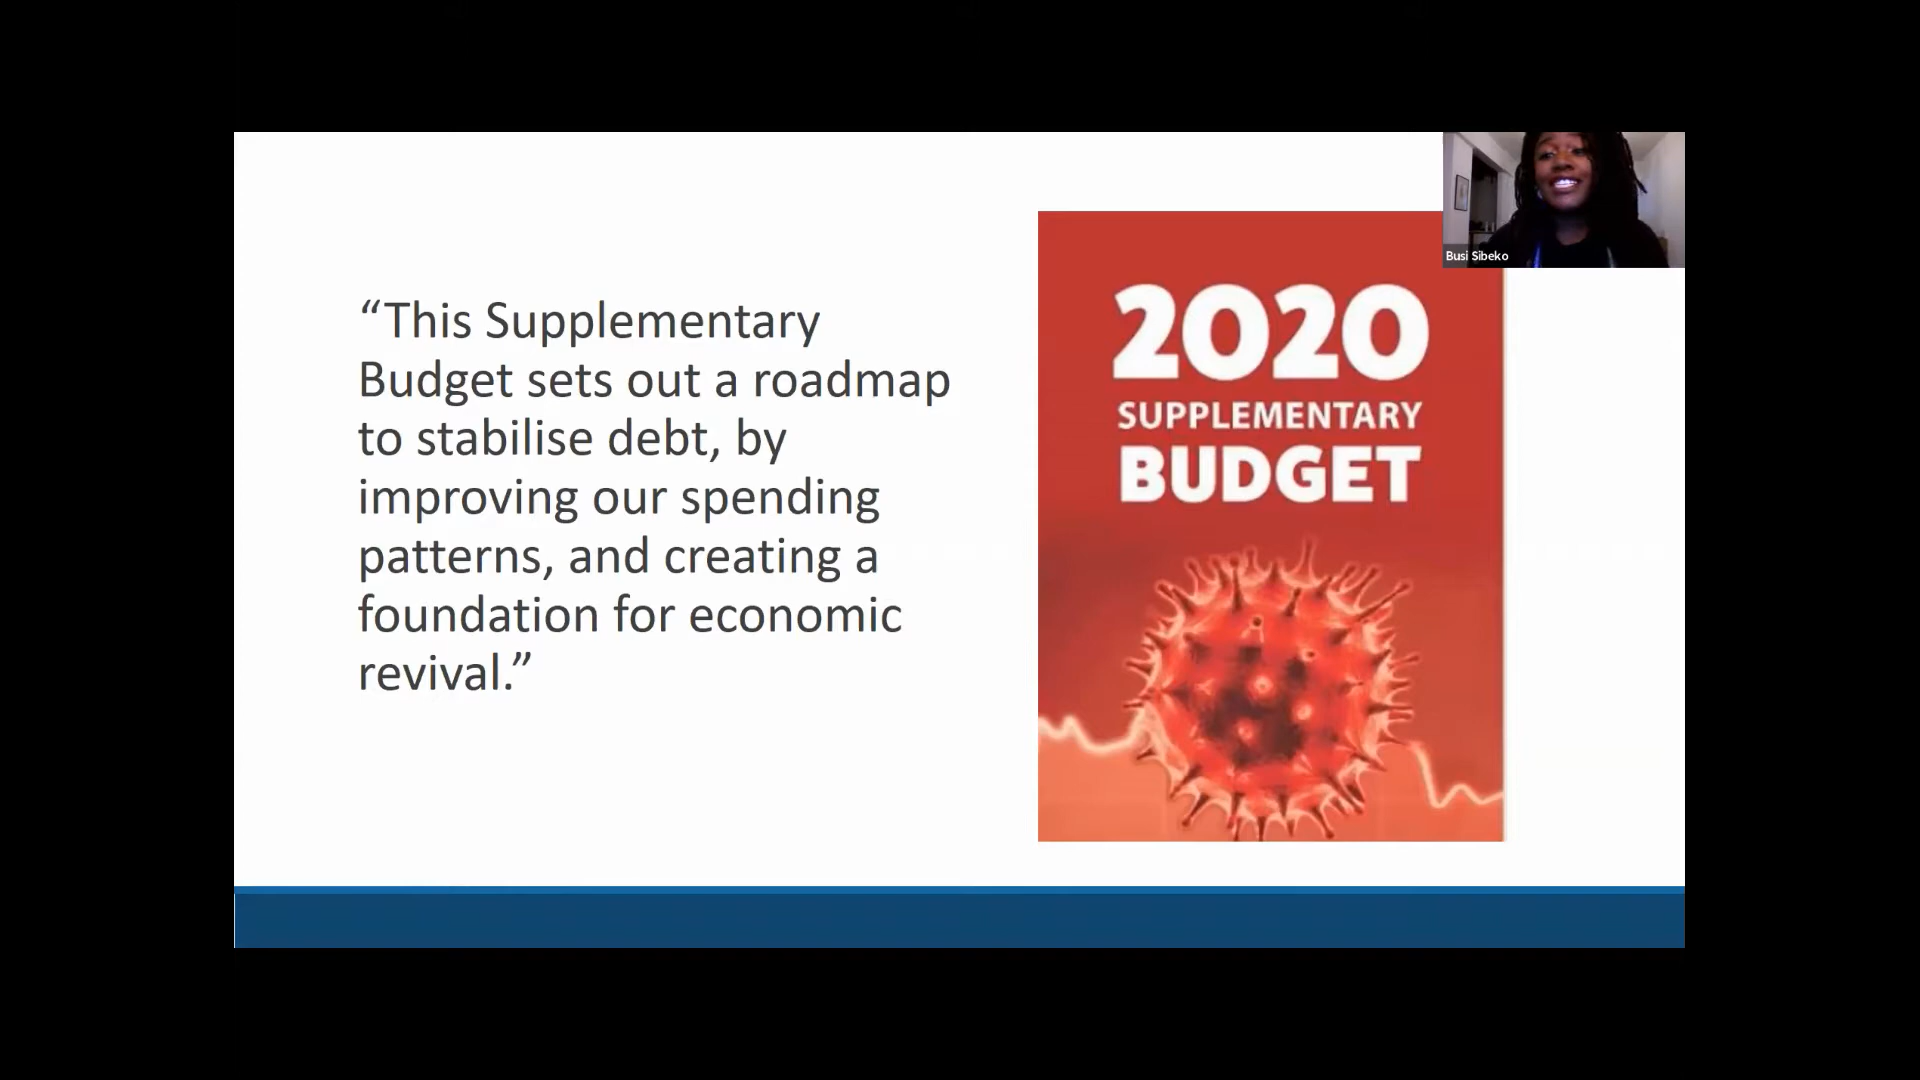 “This Supplementary
Budget sets out a roadmap
to stabilise debt, by
improving our spending
patterns, and creating a
foundation for economic
revival.”
2020
SUPPLEMENTARY
BUDGET
Busi Sibeko